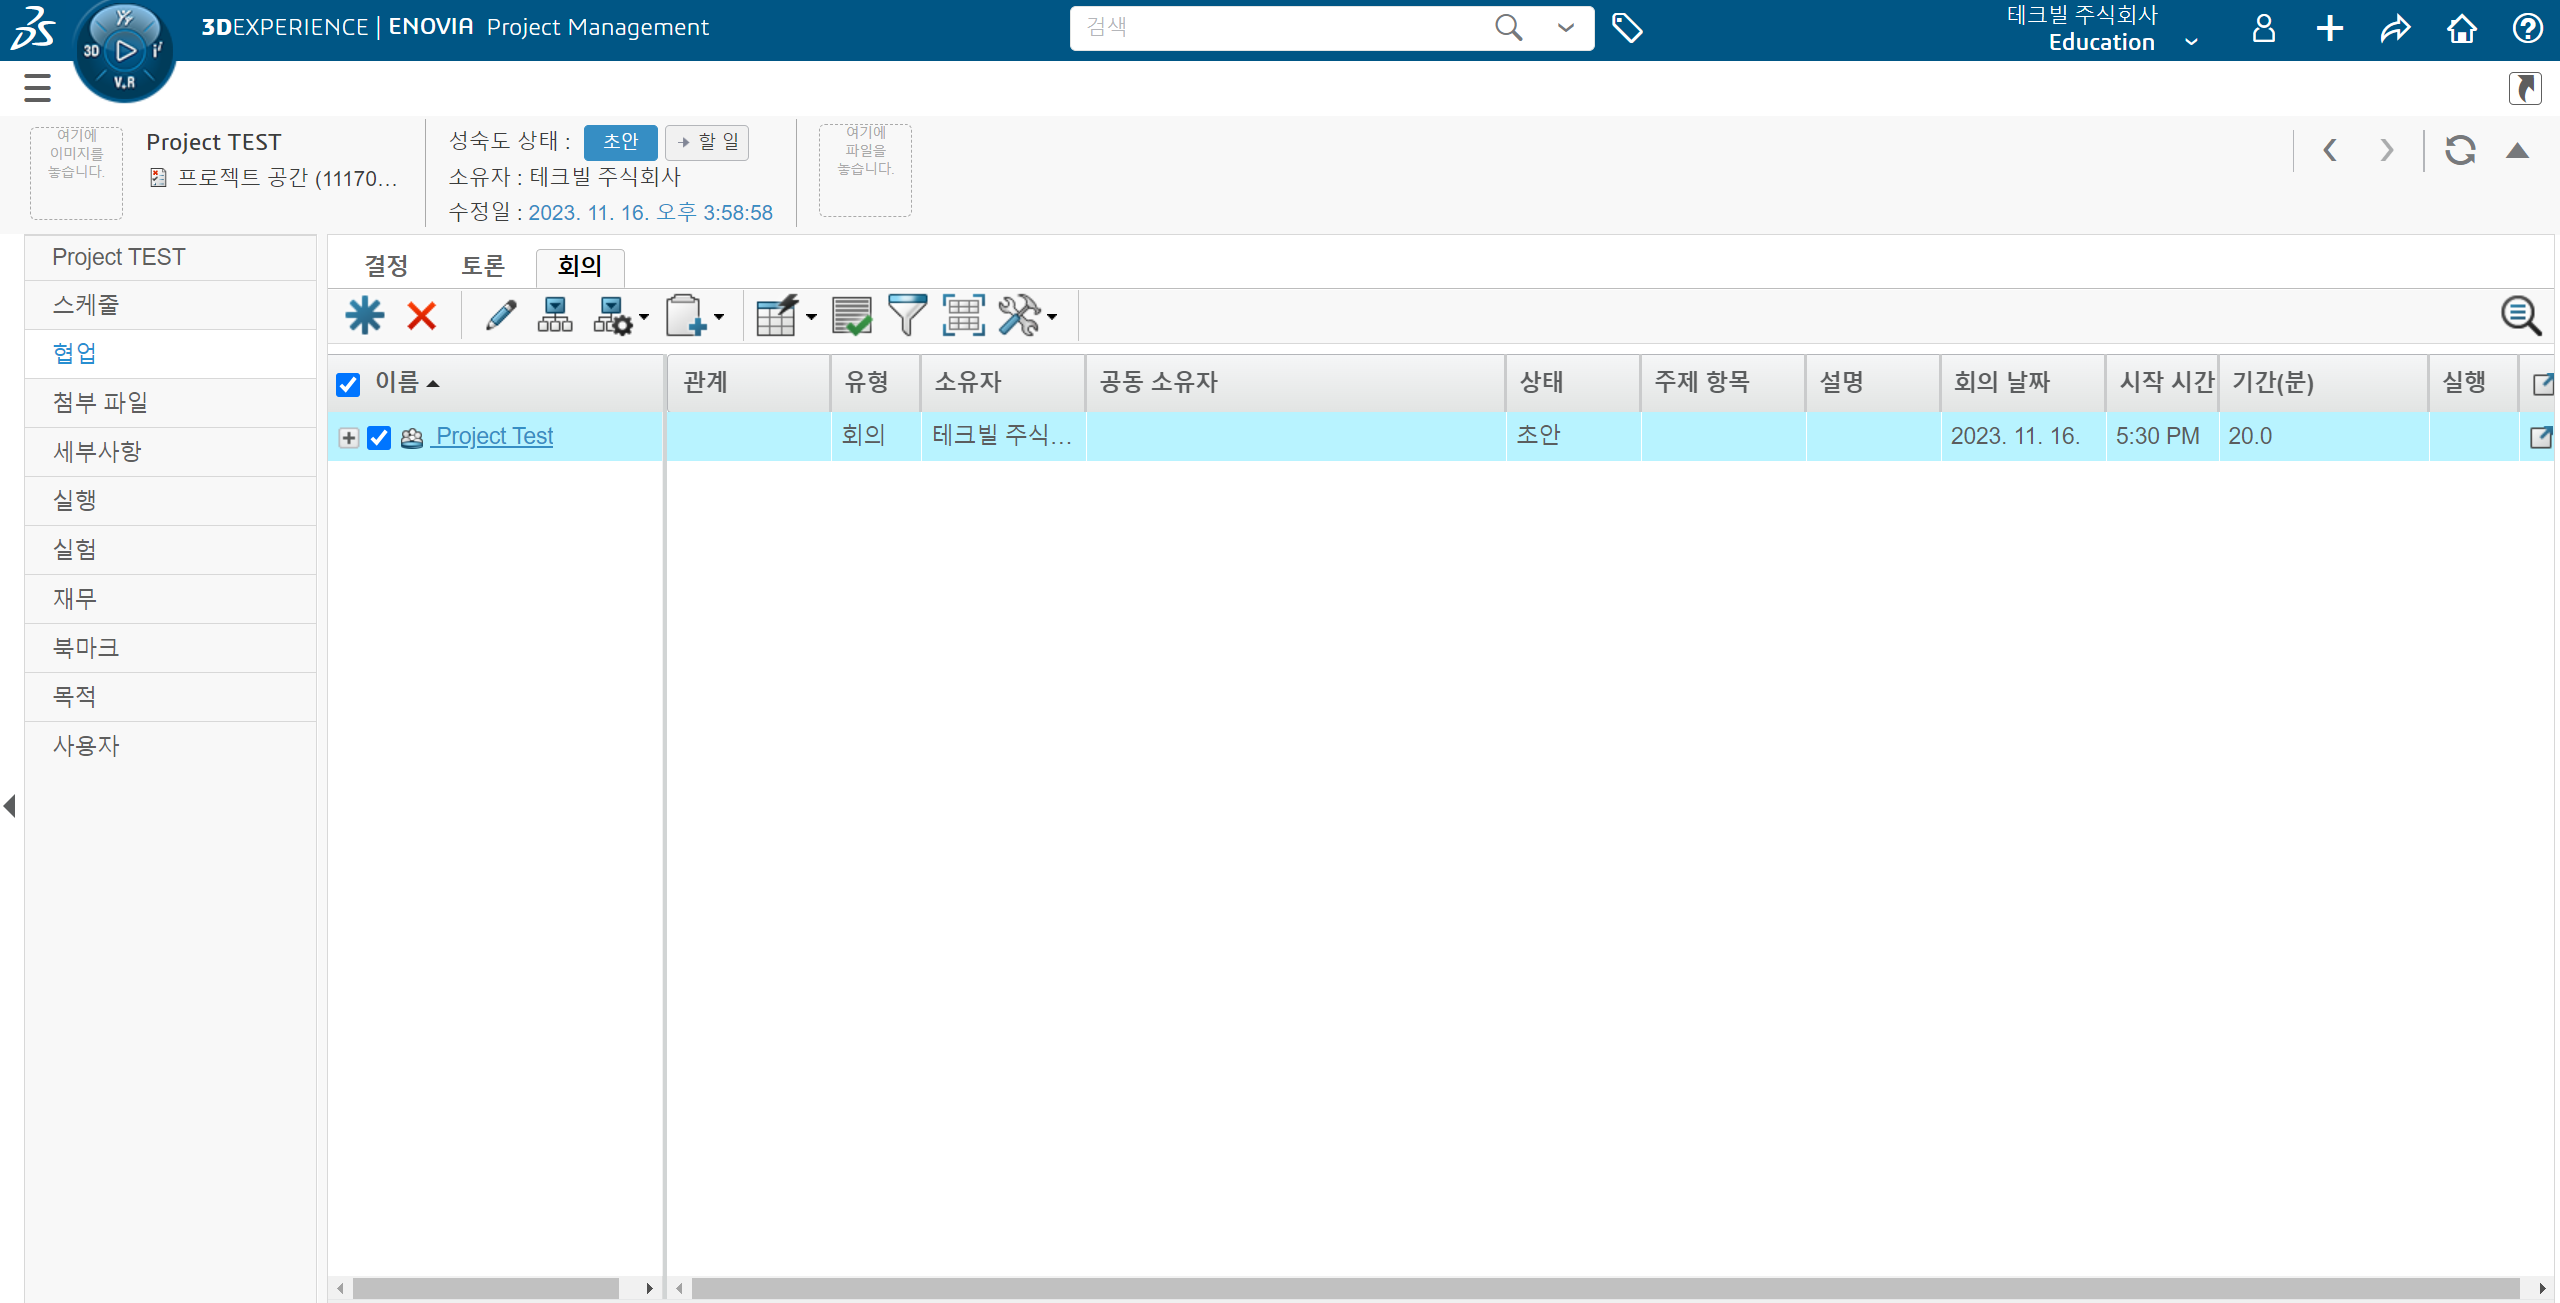 3DEXPERIENCE | ENOVIA Project Management
검색
테크빌 주식회사
Education
3D
V.R
여기에
이미지를
놓습니다.
Project TEST
프로젝트 공간 (11170...
성숙도 상태 : 초안 할 일
소유자 : 테크빌 주식회사
수정일 : 2023. 11. 16. 오후 3:58:58
여기에
파일을
놓습니다.
Project TEST
스케줄
협업
첨부 파일
세부사항
실행
실험
재무
북마크
목적
사용자
결정 토론 회의
이름 관계 유형 소유자 공동 소유자 상태 주제 항목 설명 회의 날짜 시작 시간 기간(분) 실행
Project Test 회의 테크빌 주식... 초안 2023. 11. 16. 5:30 PM 20.0